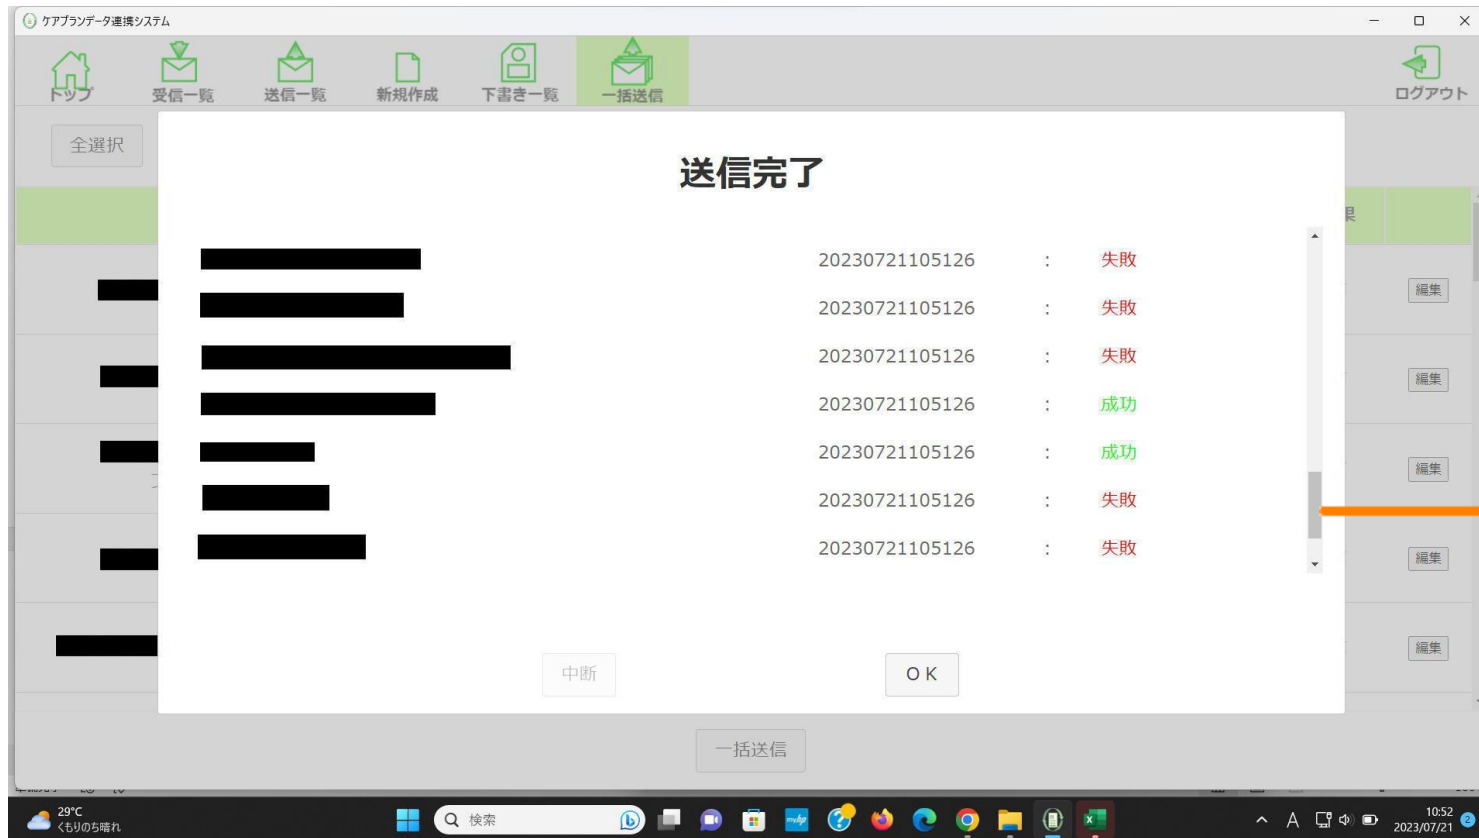 ケアプランデータ連携システム
トップ 受信一覧 送信一覧 新規作成 下書き一覧 一括送信 ログアウト
全選択
送信完了
果
20230721105126 : 失敗
編集
20230721105126 : 失敗
20230721105126 : 失敗
編集
20230721105126 : 成功
20230721105126 : 成功
編集
20230721105126 : 失敗
20230721105126 : 失敗
編集
編集
中断 OK
一括送信
29°C
くもりのち晴れ
検索
A
10:52
2023/07/21
2